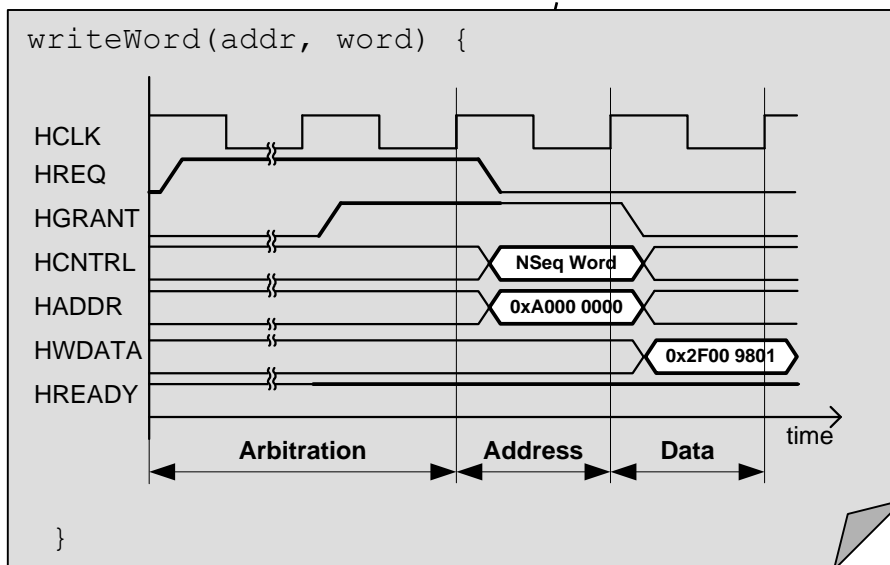 writeWord(addr, word) {
HCLK
HREQ
HGRANT
HCNTRL NSeq Word
HADDR 0xA000 0000
HWDATA 0x2F00 9801
HREADY
time
Arbitration Address Data
}